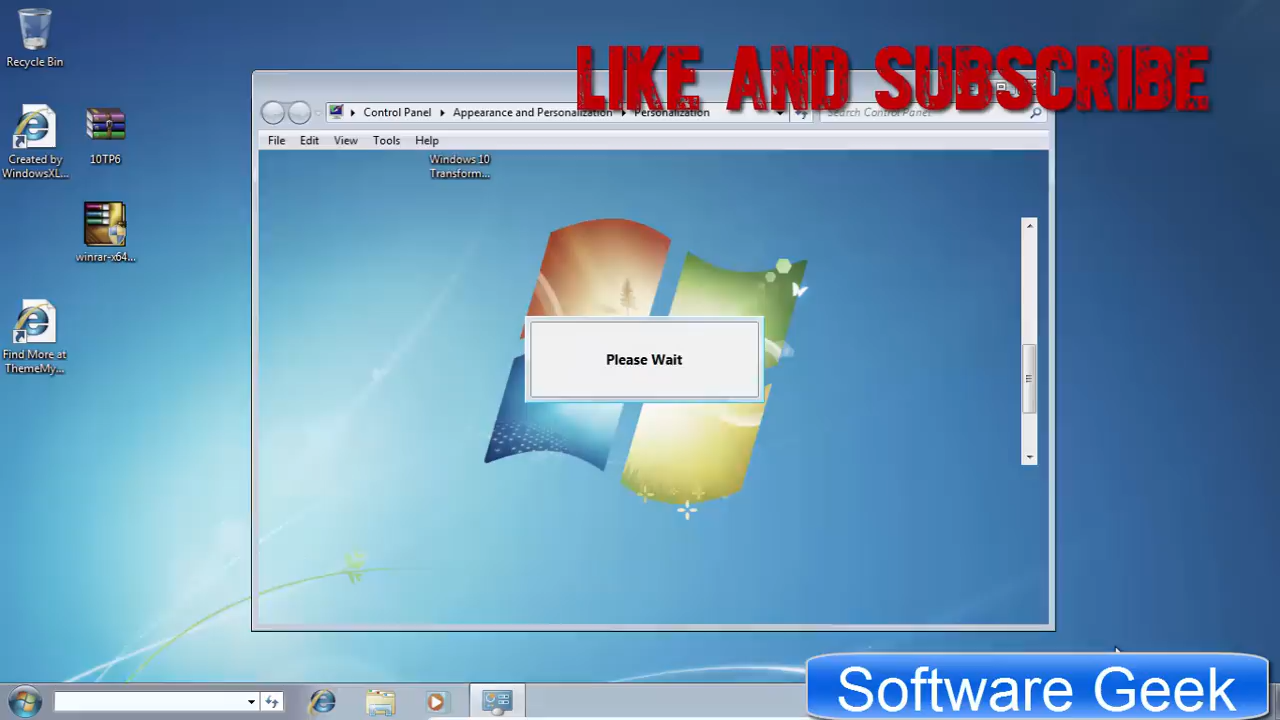 LIKE AND SUBSCRIBE
Recycle Bin
Control Panel
Appearance and Personalization
Personalization
Search Control Panel
File Edit View Tools Help
Created by
WindowsXL...
10TP6
Windows 10
Transform...
winrar-x64...
Find More at
ThemeMy...
Please Wait
Software Geek